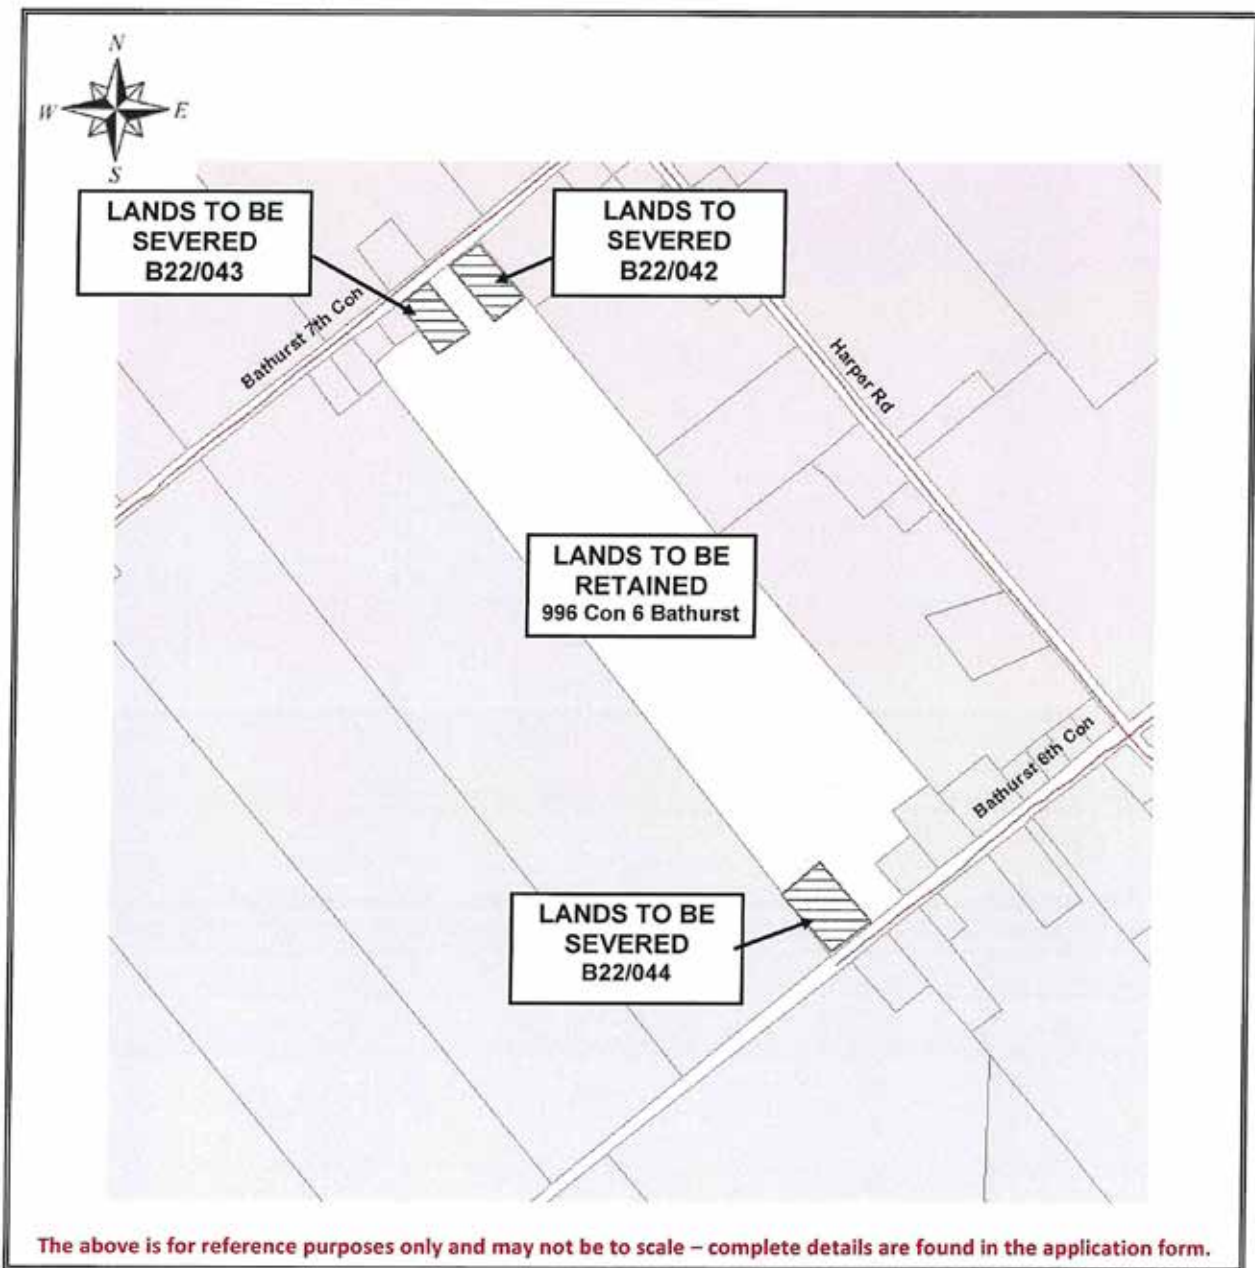 N
W E
S
LANDS TO BE
SEVERED
B22/043
LANDS TO
SEVERED
B22/042
Bathurst 7th Con
Harper Rd
LANDS TO BE
RETAINED
996 Con 6 Bathurst
Bathurst 6th Con
LANDS TO BE
SEVERED
B22/044
The above is for reference purposes only and may not be to scale – complete details are found in the application form.